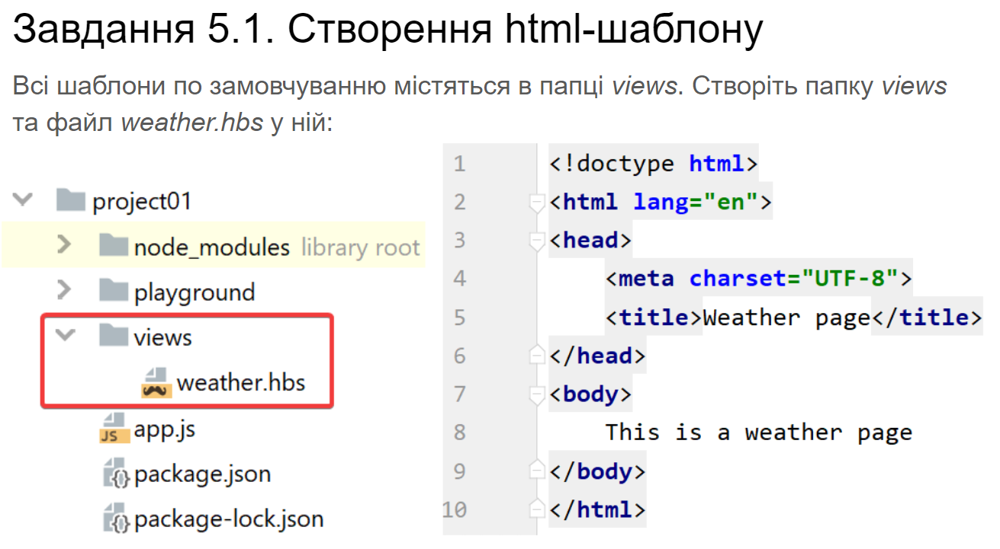 Завдання 5.1. Створення html-шаблону
Всі шаблони по замовчуванню містяться в папці views. Створіть папку views
та файл weather.hbs у ній:
project01
node_modules library root
playground
views
weather.hbs
JS app.js
{} package.json
{} package-lock.json
1 <!doctype html>
2 <html lang="en">
3 <head>
4 <meta charset="UTF-8">
5 <title>Weather page</title>
6 </head>
7 <body>
8 This is a weather page
9 </body>
10 </html>